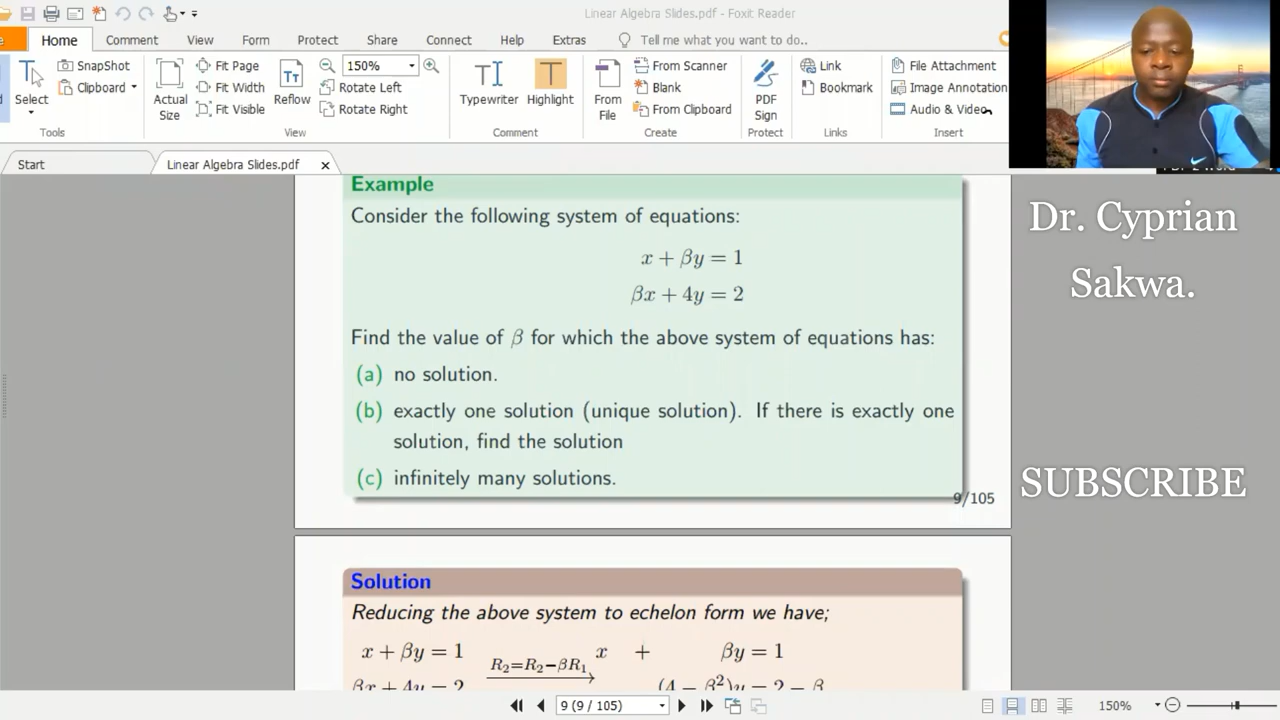 Linear Algebra Slides.pdf - Foxit Reader
Home Comment View Form Protect Share Connect Help Extras Tell me what you want to do..
Select
SnapShot
Clipboard
Tools
Actual Size
Fit Page
Fit Width
Fit Visible
Reflow
150%
Rotate Left
Rotate Right
View
Typewriter
Highlight
Comment
From File
From Scanner
Blank
From Clipboard
Create
PDF Sign
Protect
Link
Bookmark
Links
File Attachment
Image Annotation
Audio & Video
Insert
Start
Linear Algebra Slides.pdf
Example
Consider the following system of equations:
x + βy = 1
βx + 4y = 2
Find the value of β for which the above system of equations has:
(a) no solution.
(b) exactly one solution (unique solution). If there is exactly one
solution, find the solution
(c) infinitely many solutions.
9/105
Solution
Reducing the above system to echelon form we have;
x + βy = 1 R₂=R₂−βR₁ x + βy = 1
βx + 4y = 2 (4 − β²)y = 2 − β
Dr. Cyprian
Sakwa.
SUBSCRIBE
9 (9 / 105)
150%